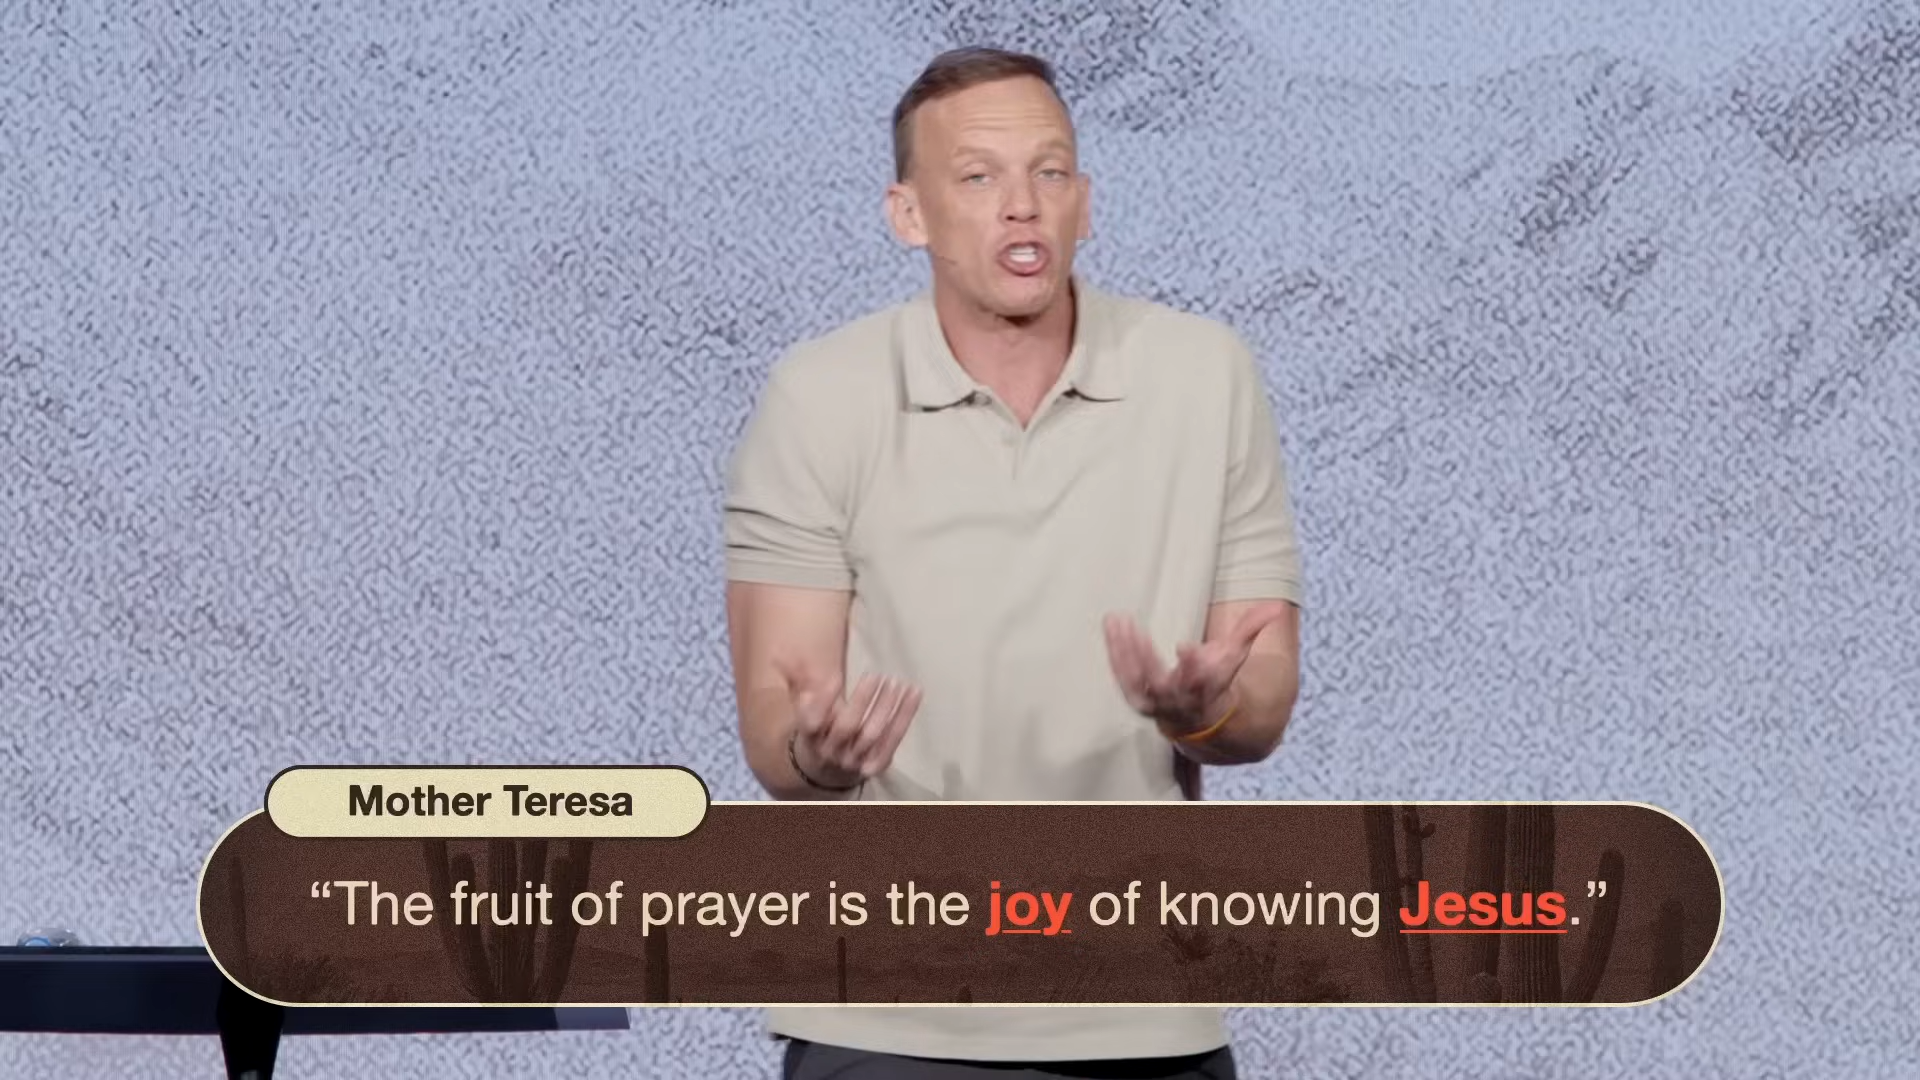 Mother Teresa
“The fruit of prayer is the joy of knowing Jesus.”